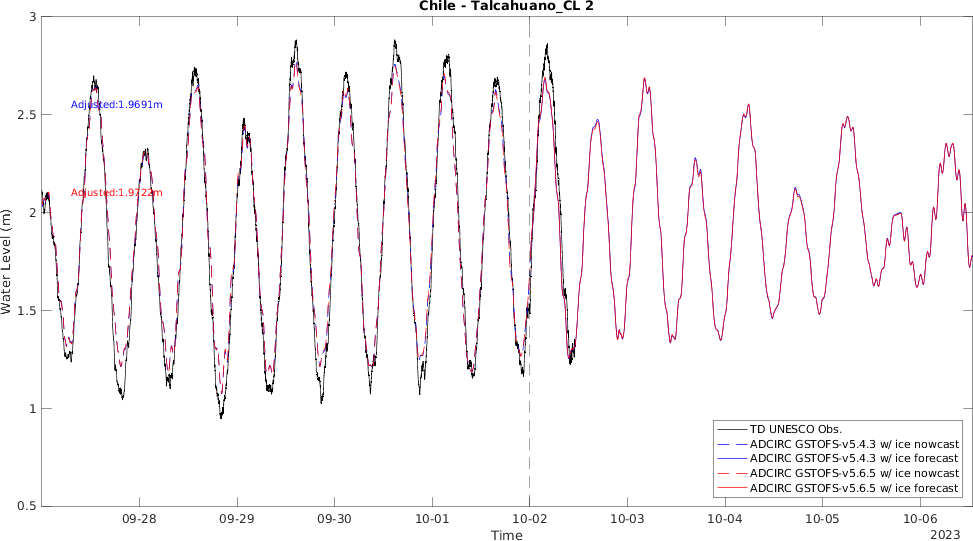 Chile - Talcahuano_CL 2
Water Level (m)
3
2.5
2
1.5
1
0.5
Adjusted:1.9691m
Adjusted:1.9722m
TD UNESCO Obs.
ADCIRC GSTOFS-v5.4.3 w/ ice nowcast
ADCIRC GSTOFS-v5.4.3 w/ ice forecast
ADCIRC GSTOFS-v5.6.5 w/ ice nowcast
ADCIRC GSTOFS-v5.6.5 w/ ice forecast
09-28 09-29 09-30 10-01 10-02 10-03 10-04 10-05 10-06
Time
2023